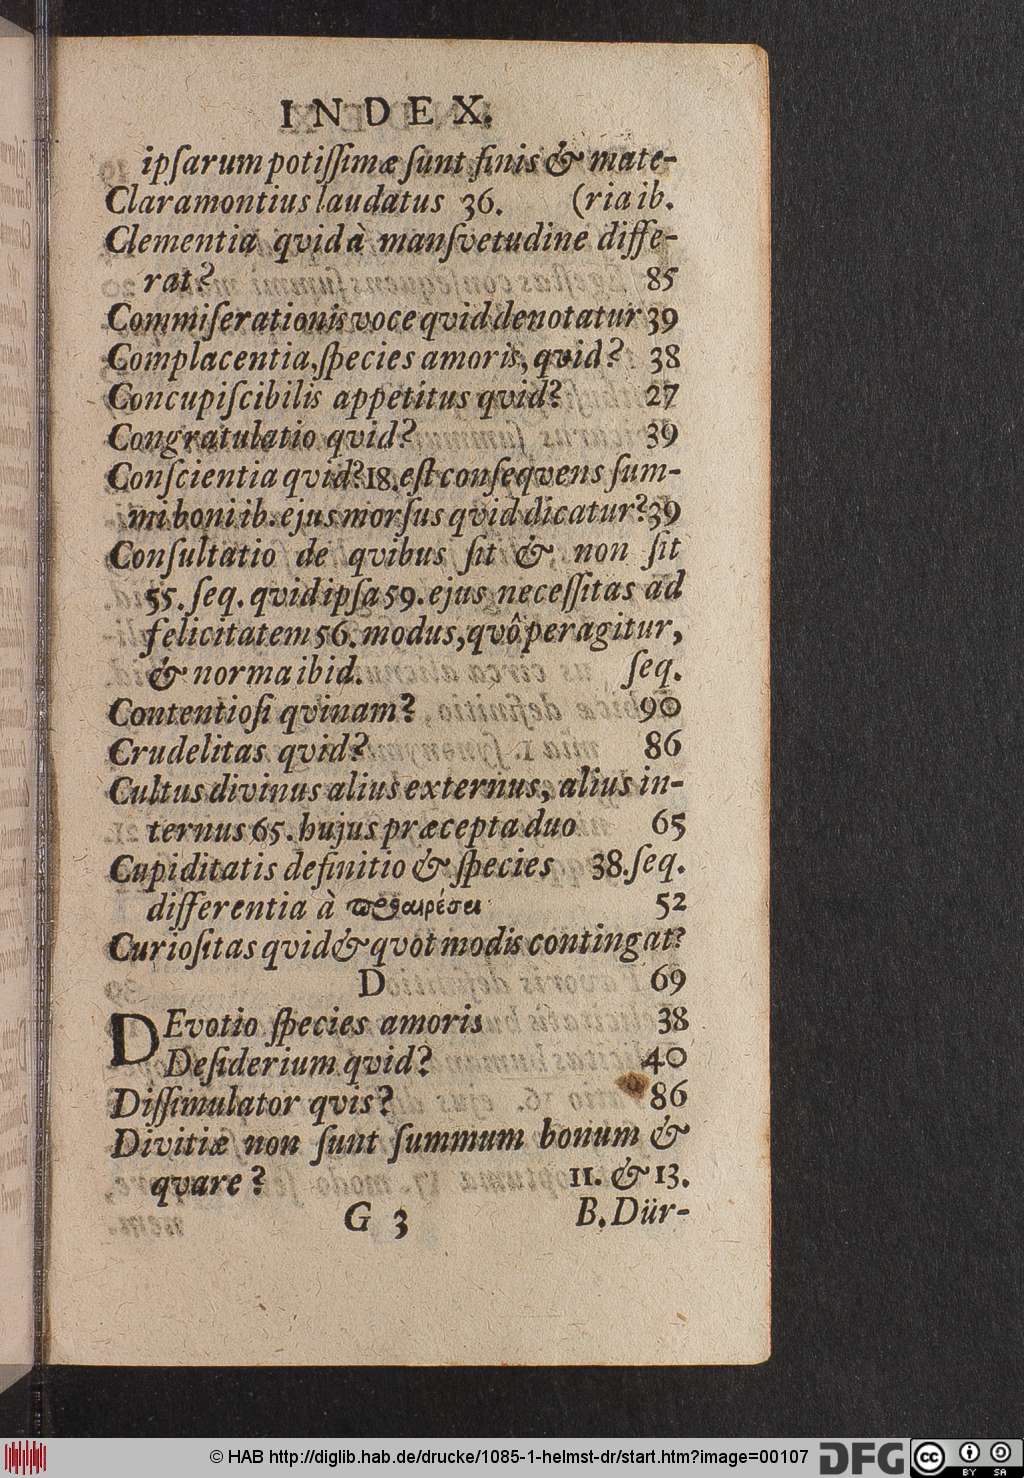 INDEX.
ipſarum potiſſimæ ſunt finis & mate-
Claramontius laudatus 36. (ria ib.
Clementia qvid à manſvetudine diffe-
rat? 85
Commiſerationis voce qvid denotatur 39
Complacentia, ſpecies amoris, qvid? 38
Concupiſcibilis appetitus qvid? 27
Congratulatio qvid? 39
Conſcientia qvid? 18. eſt conſeqvens ſum-
mi boni ib. ejus morſus qvid dicatur? 39
Conſultatio de qvibus ſit & non ſit
55. ſeq. qvid ipſa 59. ejus neceſſitas ad
felicitatem 56. modus, qvô peragitur,
& norma ibid. ſeq.
Contentioſi qvinam? 90
Crudelitas qvid? 86
Cultus divinus alius externus, alius in-
ternus 65. hujus præcepta duo 65
Cupiditatis definitio & ſpecies 38. ſeq.
differentia à προαιρέσει 52
Curioſitas qvid & qvot modis contingat?
D 69
DEvotio ſpecies amoris 38
Deſiderium qvid? 40
Diſſimulator qvis? 86
Divitiæ non ſunt ſummum bonum &
qvare? 11. & 13.
G 3 B. Dür-
© HAB http://diglib.hab.de/drucke/1085-1-helmst-dr/start.htm?image=00107 DFG cc BY SA